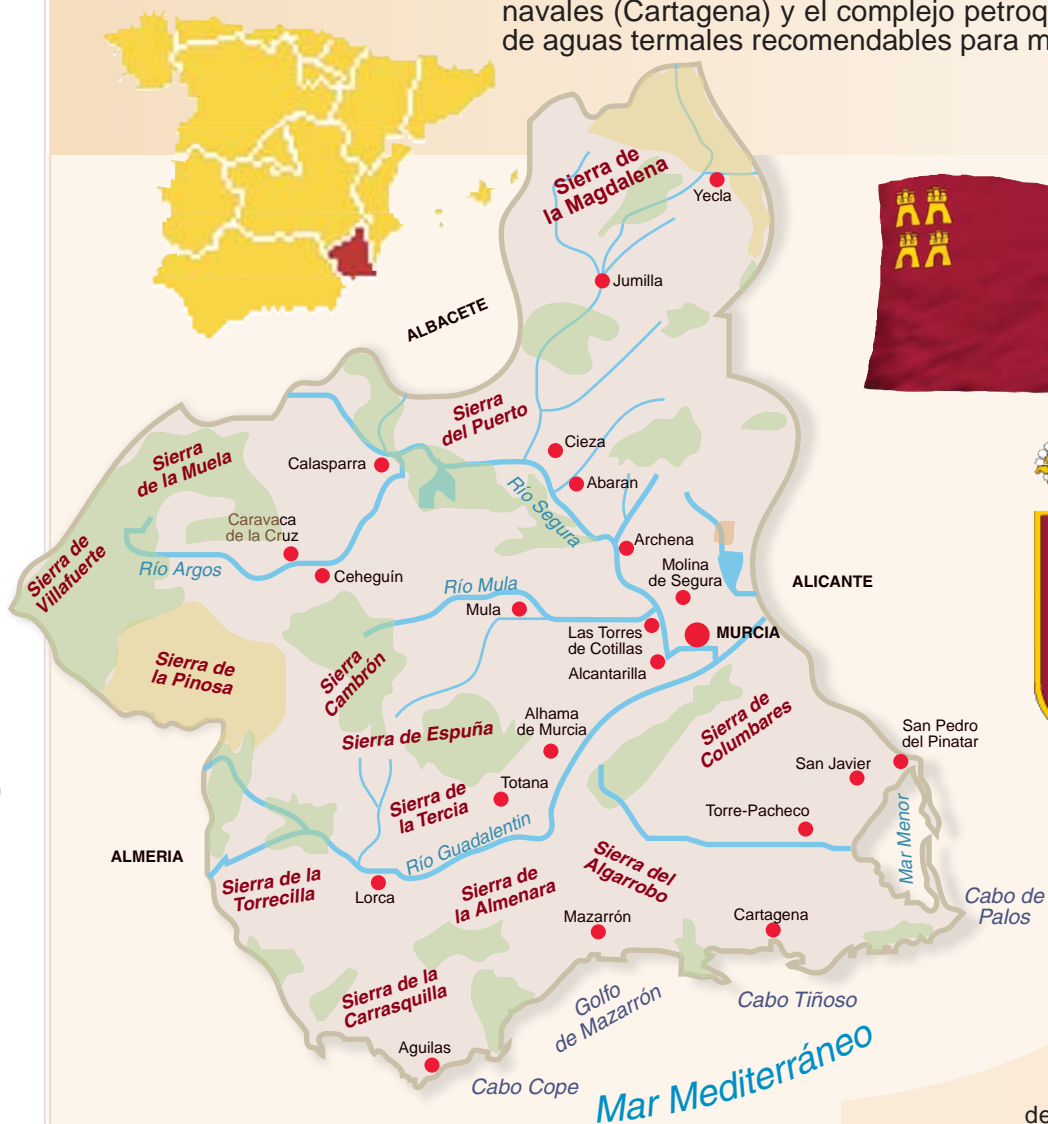 navales (Cartagena) y el complejo petroq
de aguas termales recomendables para m
Sierra de
la Magdalena
Yecla
Jumilla
ALBACETE
Sierra
del Puerto
Cieza
Sierra
de la Muela
Calasparra
Abaran
Río Segura
Caravaca
de la Cruz
Archena
Sierra de
Villafuerte
Río Argos
Ceheguín
Molina
de Segura
ALICANTE
Río Mula
Mula
Las Torres
de Cotillas
MURCIA
Alcantarilla
Sierra de
la Pinosa
Sierra
Cambrón
Sierra de Espuña
Alhama
de Murcia
Sierra de
Columbares
San Pedro
del Pinatar
San Javier
Totana
Sierra de
la Tercia
Torre-Pacheco
Mar Menor
Río Guadalentin
ALMERIA
Sierra de la
Torrecilla
Lorca
Sierra de
la Almenara
Sierra del
Algarrobo
Mazarrón
Cartagena
Cabo de
Palos
Sierra de la
Carrasquilla
Golfo
de Mazarrón
Cabo Tiñoso
Aguilas
Cabo Cope
Mar Mediterráneo
de